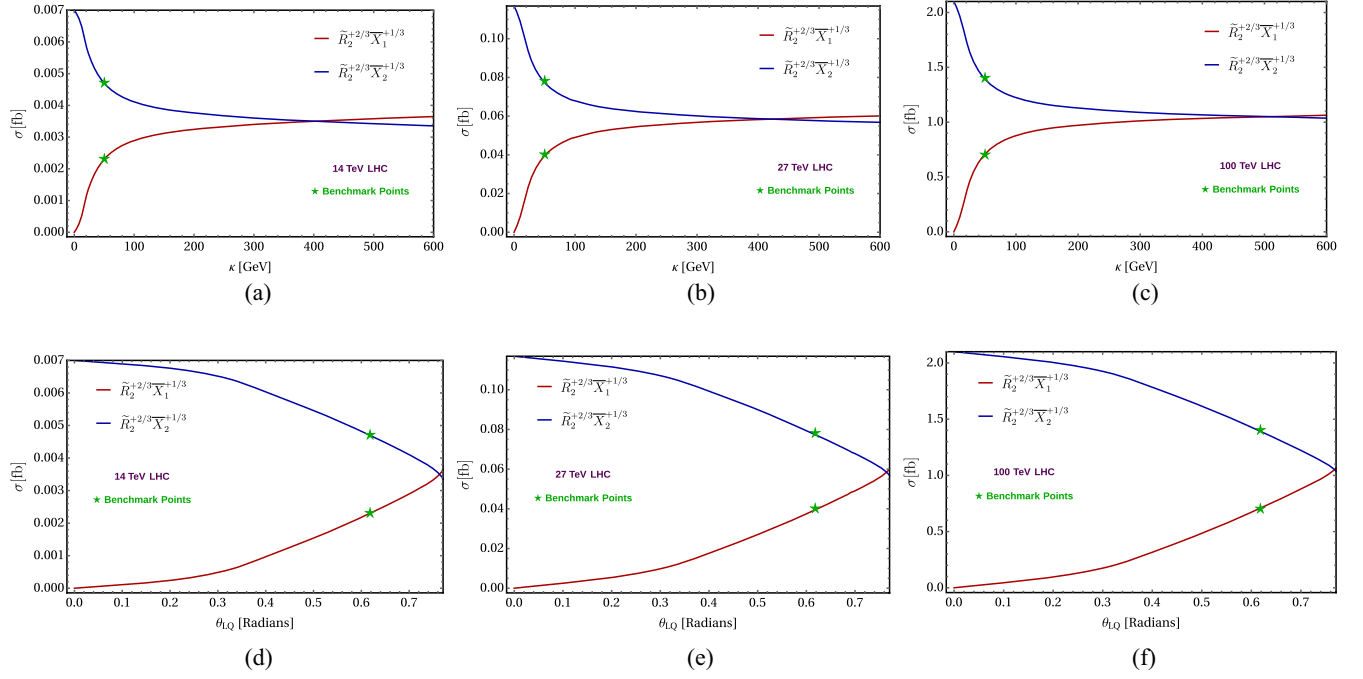 0.007
0.006
0.005
0.004
0.003
0.002
0.001
0.000
σ [fb]
R̃₂^{+2/3} X̄₁^{+1/3}
R̃₂^{+2/3} X̄₂^{+1/3}
14 TeV LHC
★ Benchmark Points
0 100 200 300 400 500 600
κ [GeV]
(a)
0.10
0.08
0.06
0.04
0.02
0.00
σ [fb]
R̃₂^{+2/3} X̄₁^{+1/3}
R̃₂^{+2/3} X̄₂^{+1/3}
27 TeV LHC
★ Benchmark Points
0 100 200 300 400 500 600
κ [GeV]
(b)
2.0
1.5
1.0
0.5
0.0
σ [fb]
R̃₂^{+2/3} X̄₁^{+1/3}
R̃₂^{+2/3} X̄₂^{+1/3}
100 TeV LHC
★ Benchmark Points
0 100 200 300 400 500 600
κ [GeV]
(c)
0.007
0.006
0.005
0.004
0.003
0.002
0.001
0.000
σ [fb]
R̃₂^{+2/3} X̄₁^{+1/3}
R̃₂^{+2/3} X̄₂^{+1/3}
14 TeV LHC
★ Benchmark Points
0.0 0.1 0.2 0.3 0.4 0.5 0.6 0.7
θ_LQ [Radians]
(d)
0.10
0.08
0.06
0.04
0.02
0.00
σ [fb]
R̃₂^{+2/3} X̄₁^{+1/3}
R̃₂^{+2/3} X̄₂^{+1/3}
27 TeV LHC
★ Benchmark Points
0.0 0.1 0.2 0.3 0.4 0.5 0.6 0.7
θ_LQ [Radians]
(e)
2.0
1.5
1.0
0.5
0.0
σ [fb]
R̃₂^{+2/3} X̄₁^{+1/3}
R̃₂^{+2/3} X̄₂^{+1/3}
100 TeV LHC
★ Benchmark Points
0.0 0.1 0.2 0.3 0.4 0.5 0.6 0.7
θ_LQ [Radians]
(f)